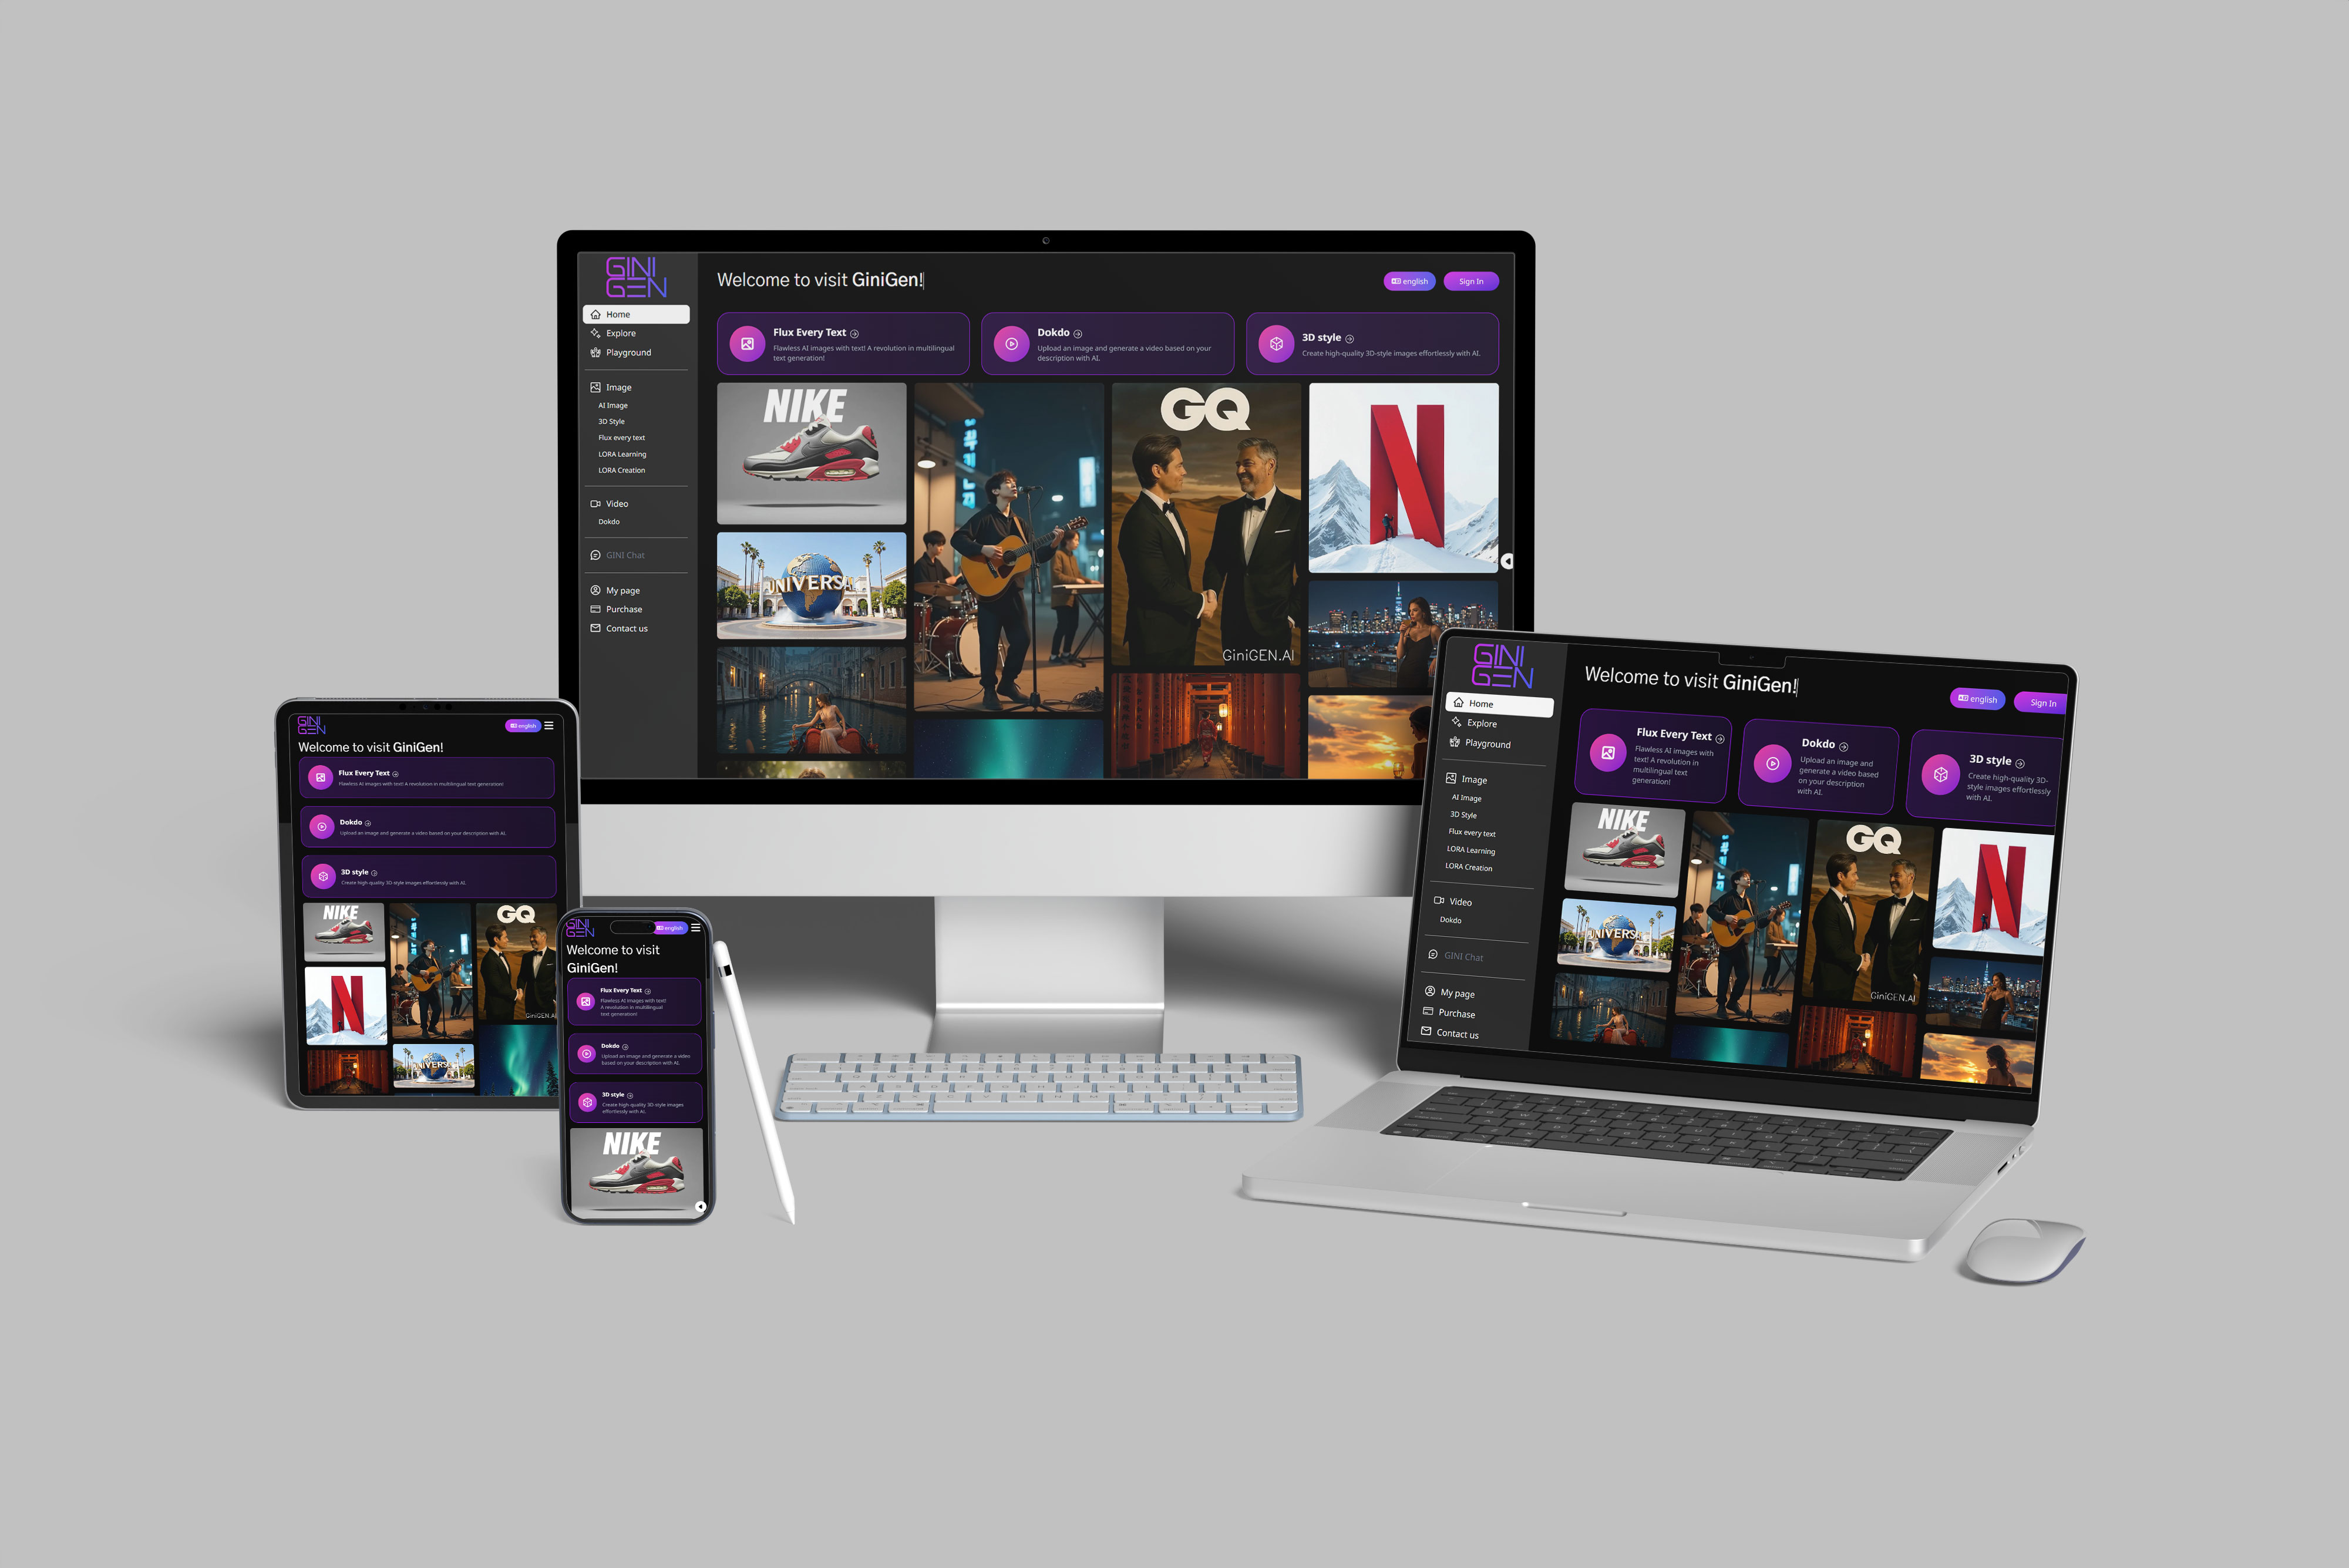 GINI
GEN
Welcome to visit GiniGen!
english
Sign In
Home
Explore
Playground
Image
AI Image
3D Style
Flux every text
LORA Learning
LORA Creation
Video
Dokdo
GINI Chat
My page
Purchase
Contact us
Flux Every Text
Flawless AI images with text! A revolution in multilingual
text generation!
Dokdo
Upload an image and generate a video based on your
description with AI.
3D style
Create high-quality 3D-style images effortlessly with AI.
NIKE
GQ
N
UNIVERSA
GiniGEN.AI
GINI
GEN
english
Welcome to visit GiniGen!
Flux Every Text
Flawless AI images with text! A revolution in multilingual text generation!
Dokdo
Upload an image and generate a video based on your description with AI.
3D style
Create high-quality 3D-style images effortlessly with AI.
NIKE
GQ
N
GiniGEN.AI
UNIVERSA
GINI
GEN
english
Welcome to visit
GiniGen!
Flux Every Text
Flawless AI images with text!
A revolution in multilingual
text generation!
Dokdo
Upload an image and generate a video
based on your description with AI.
3D style
Create high-quality 3D-style images
effortlessly with AI.
NIKE
GINI
GEN
Welcome to visit GiniGen!
english
Sign In
Home
Explore
Playground
Image
AI Image
3D Style
Flux every text
LORA Learning
LORA Creation
Video
Dokdo
GINI Chat
My page
Purchase
Contact us
Flux Every Text
Flawless AI images with
text! A revolution in
multilingual text
generation!
Dokdo
Upload an image and
generate a video based
on your description
with AI.
3D style
Create high-quality 3D-
style images effortlessly
with AI.
NIKE
GQ
N
UNIVERSA
GiniGEN.AI